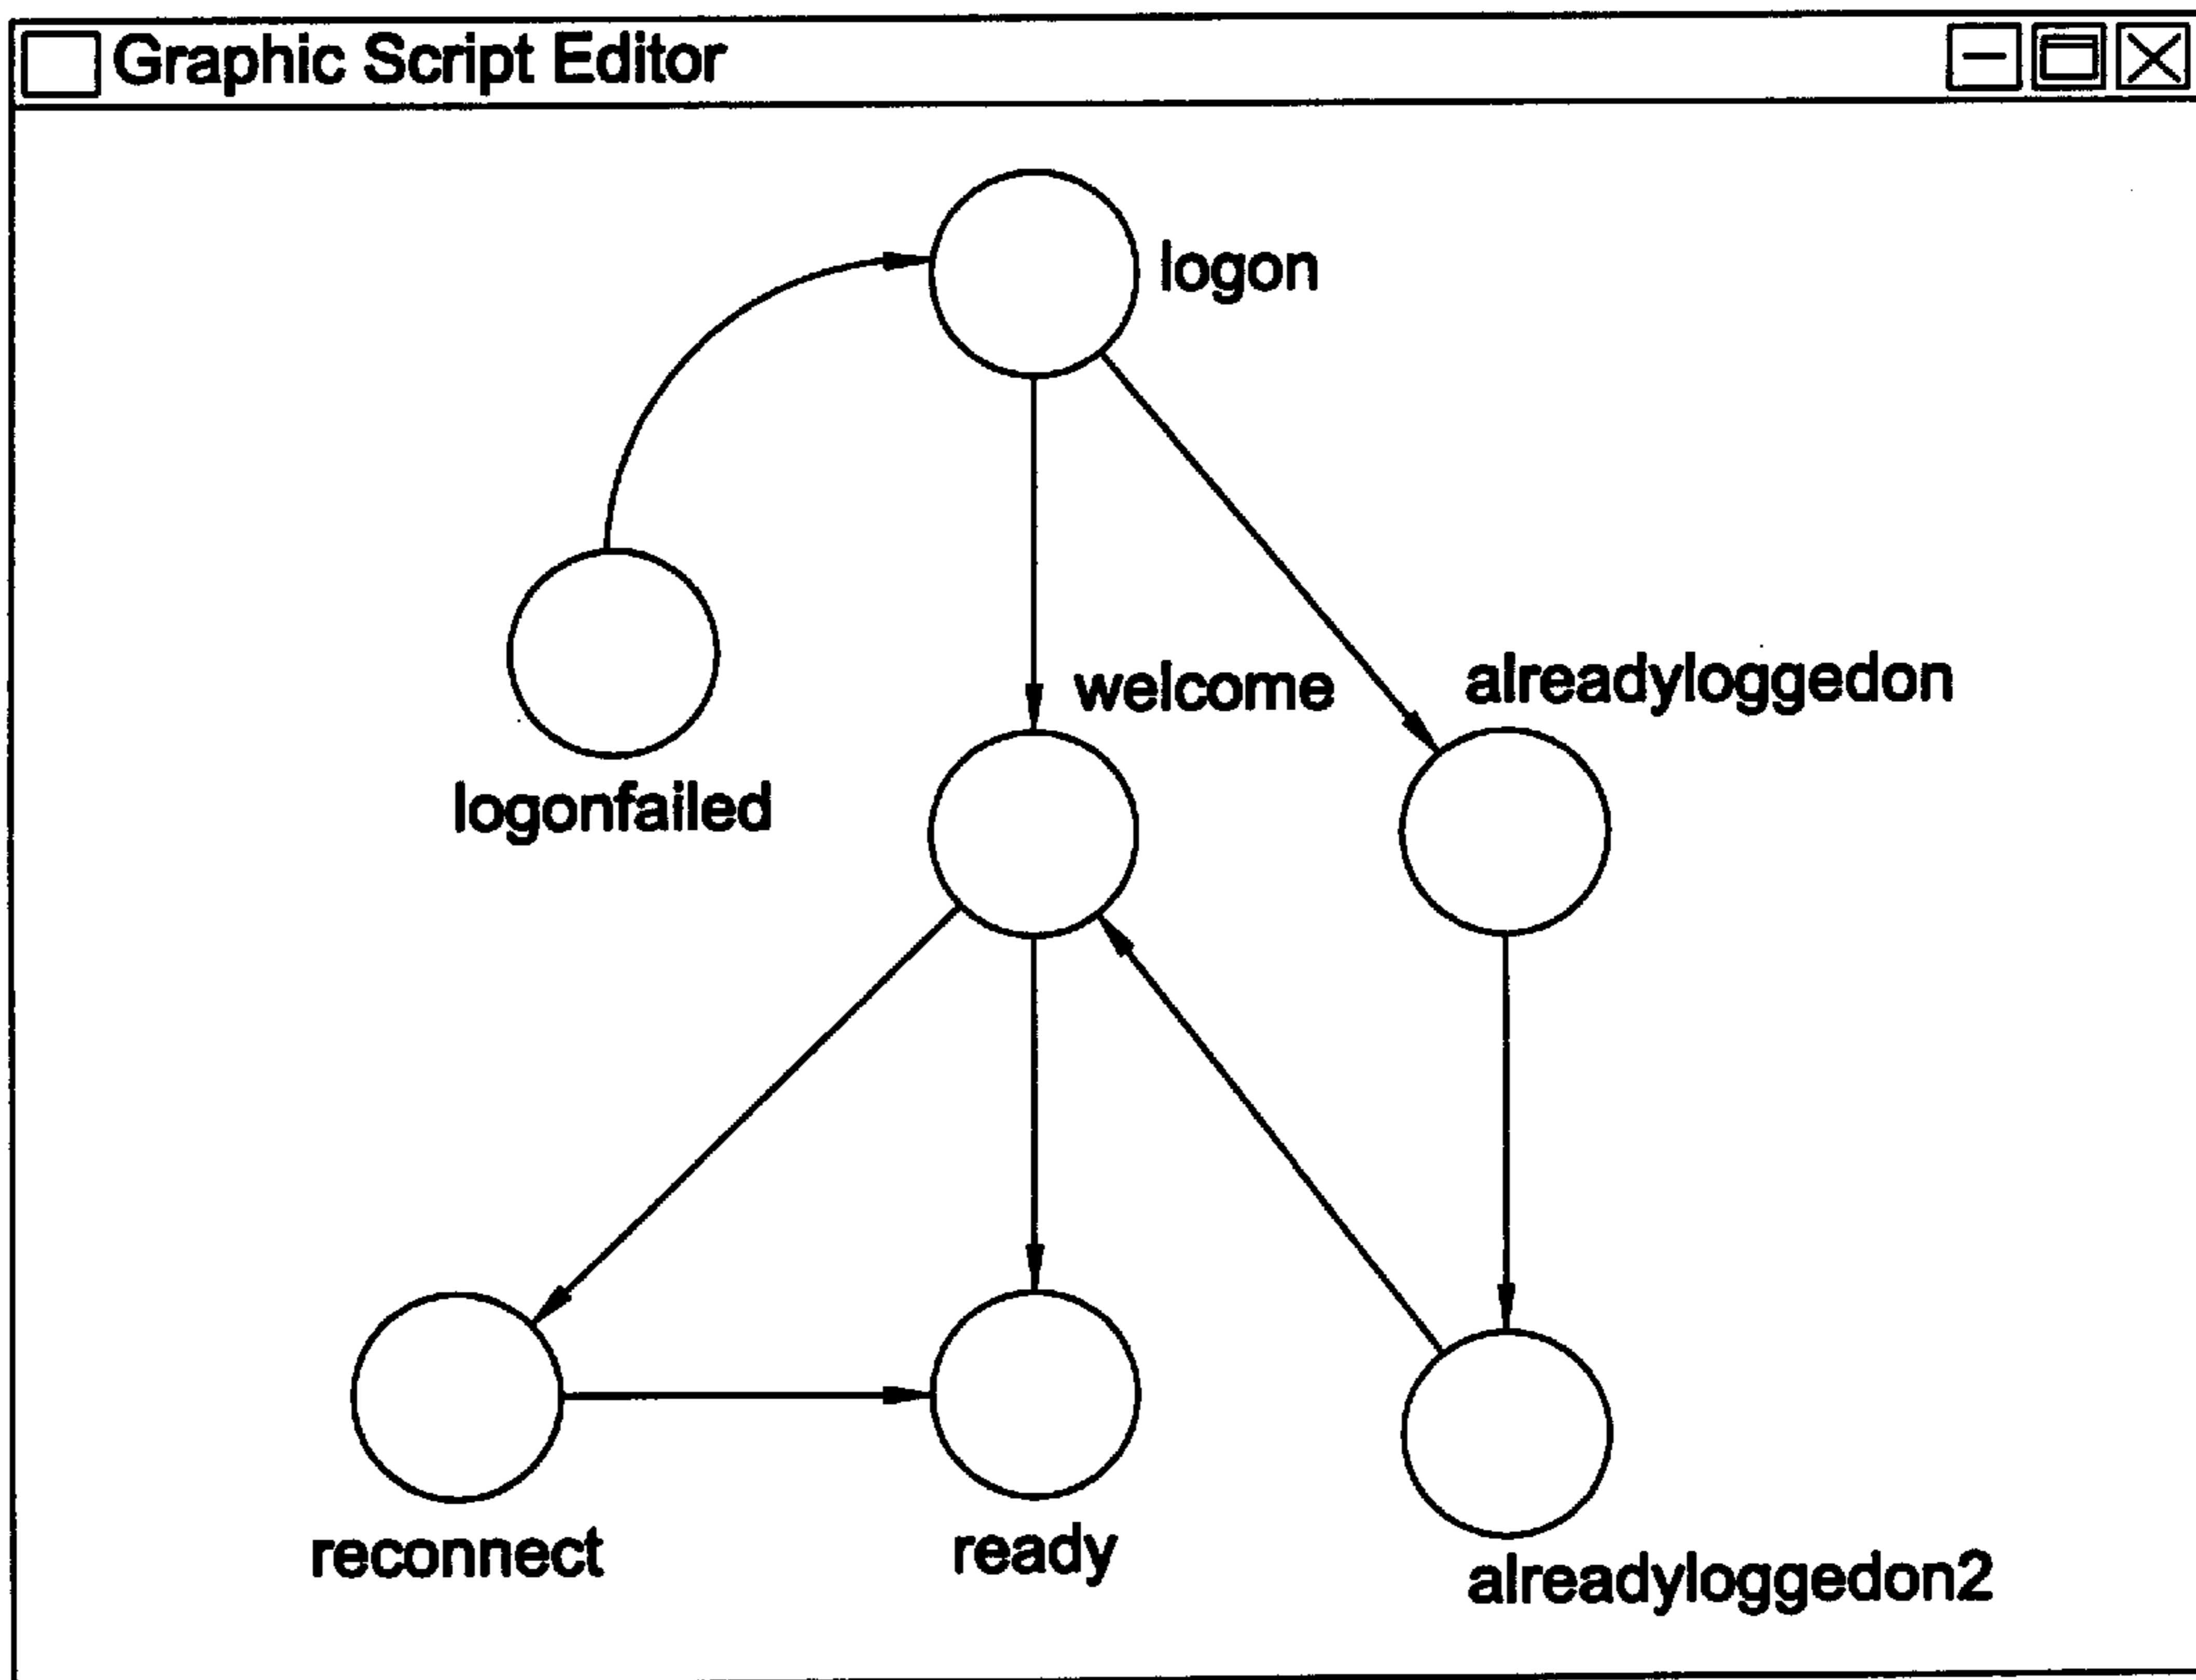 Graphic Script Editor
logon
welcome
alreadyloggedon
logonfailed
reconnect
ready
alreadyloggedon2